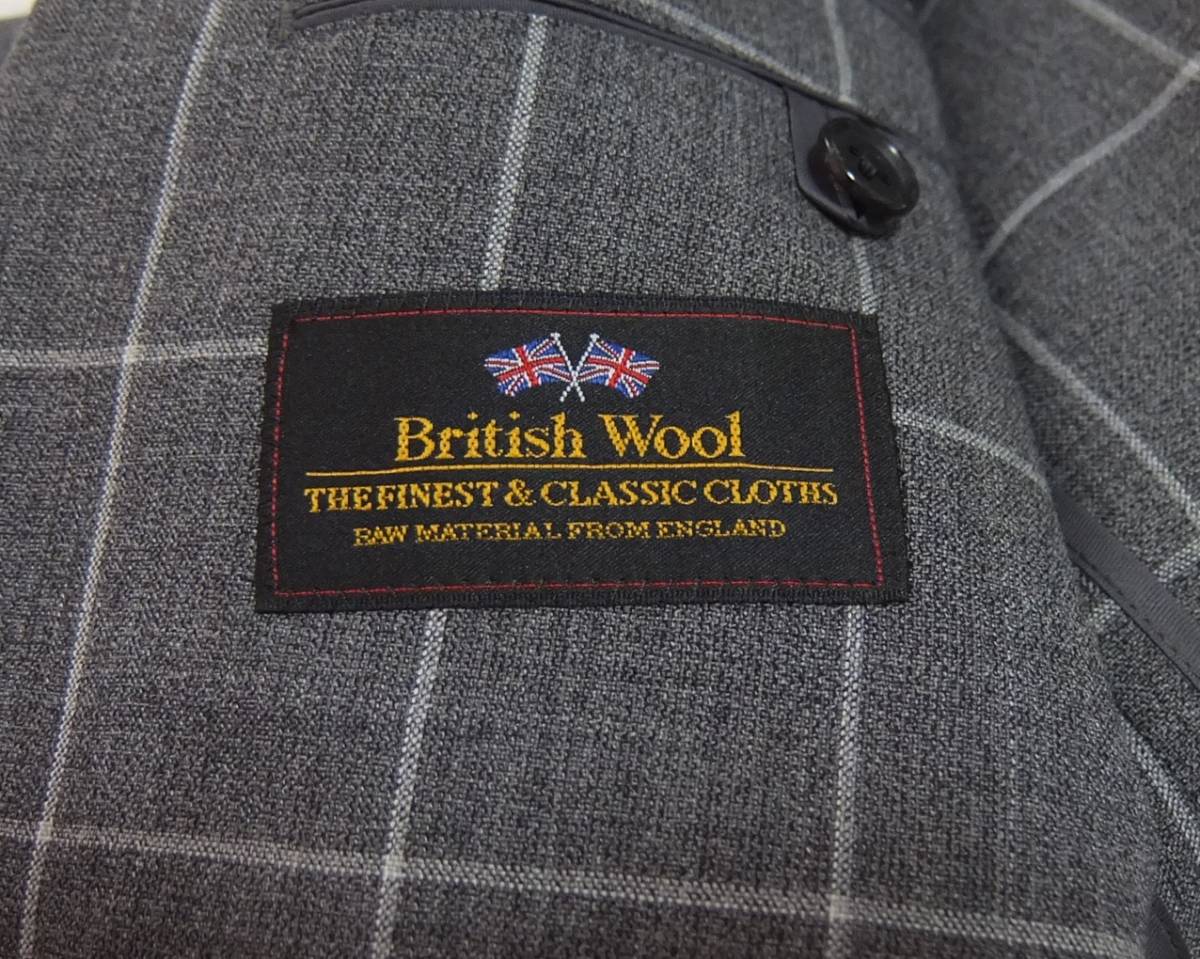 British Wool
THE FINEST & CLASSIC CLOTHS
RAW MATERIAL FROM ENGLAND